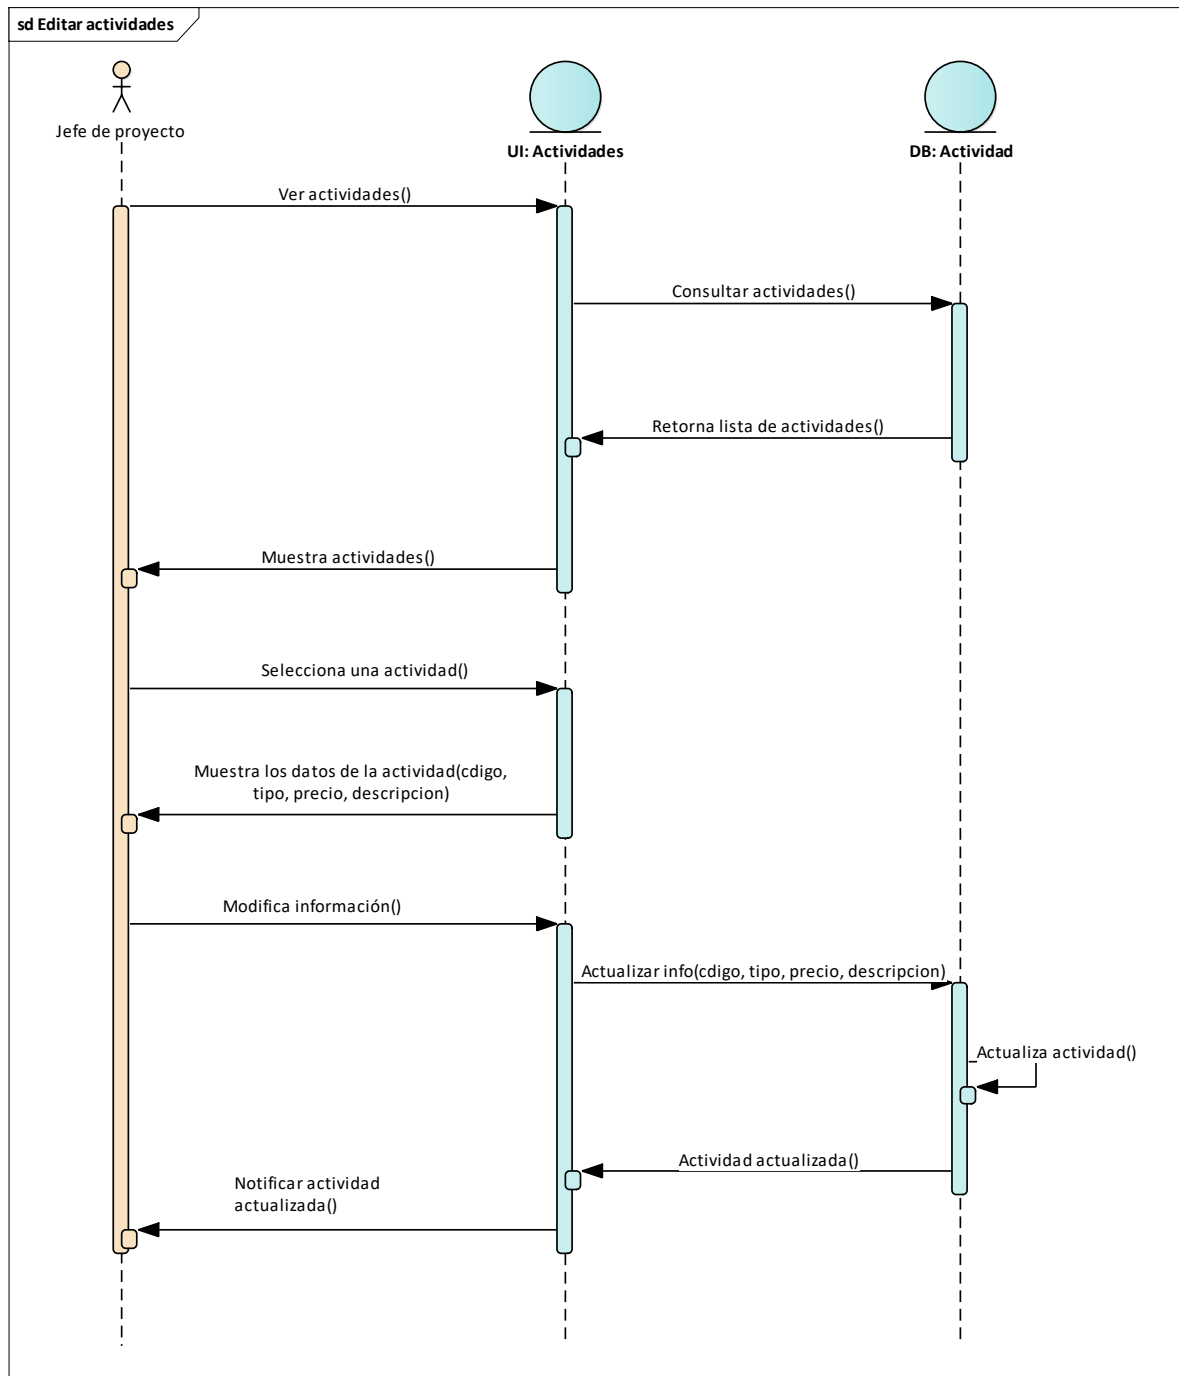 sd Editar actividades
Jefe de proyecto
UI: Actividades
DB: Actividad
Ver actividades()
Consultar actividades()
Retorna lista de actividades()
Muestra actividades()
Selecciona una actividad()
Muestra los datos de la actividad(cdigo,
tipo, precio, descripcion)
Modifica información()
Actualizar info(cdigo, tipo, precio, descripcion)
Actualiza actividad()
Actividad actualizada()
Notificar actividad
actualizada()